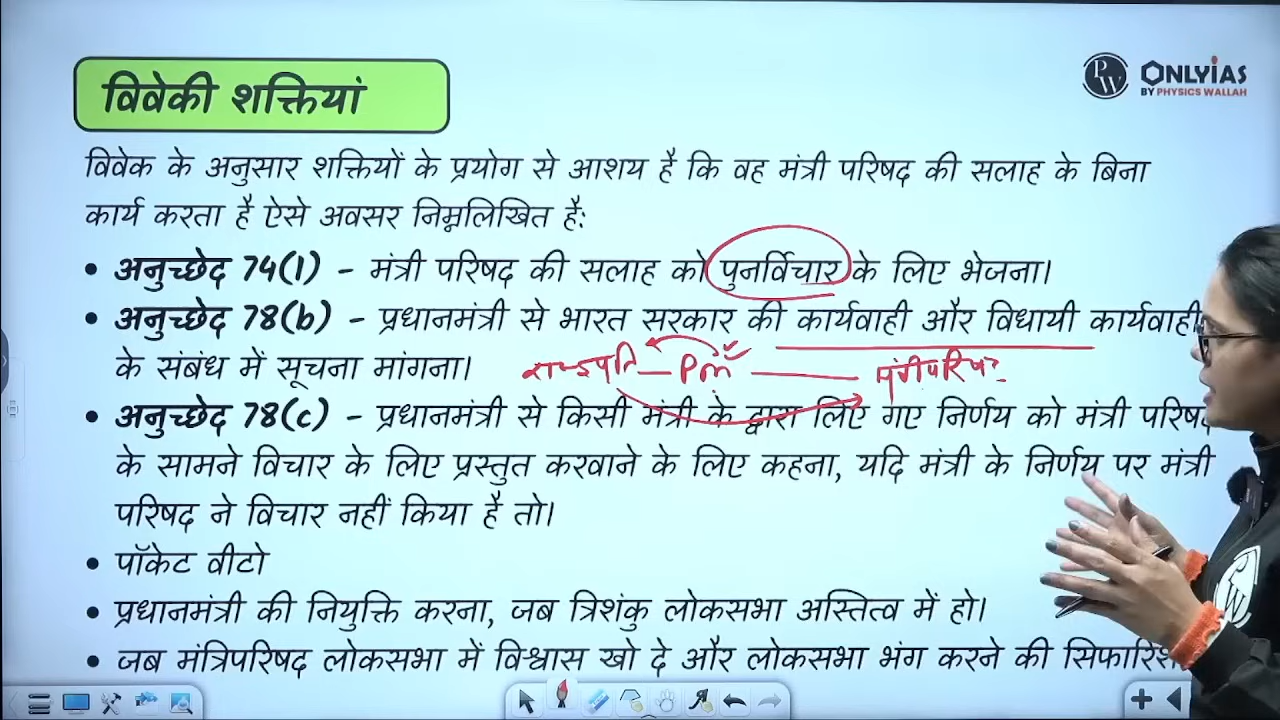 विवेकी शक्तियां
PW ONLYIAS
BY PHYSICS WALLAH
विवेक के अनुसार शक्तियों के प्रयोग से आशय है कि वह मंत्री परिषद की सलाह के बिना
कार्य करता है ऐसे अवसर निम्नलिखित है:
• अनुच्छेद 74(1) - मंत्री परिषद की सलाह को पुनर्विचार के लिए भेजना।
• अनुच्छेद 78(b) - प्रधानमंत्री से भारत सरकार की कार्यवाही और विधायी कार्यवाही
के संबंध में सूचना मांगना।
राष्ट्रपति — PM — मंत्रीपरिषद
• अनुच्छेद 78(c) - प्रधानमंत्री से किसी मंत्री के द्वारा लिए गए निर्णय को मंत्री परिषद
के सामने विचार के लिए प्रस्तुत करवाने के लिए कहना, यदि मंत्री के निर्णय पर मंत्री
परिषद ने विचार नहीं किया है तो।
• पॉकेट वीटो
• प्रधानमंत्री की नियुक्ति करना, जब त्रिशंकु लोकसभा अस्तित्व में हो।
• जब मंत्रिपरिषद लोकसभा में विश्वास खो दे और लोकसभा भंग करने की सिफारिश